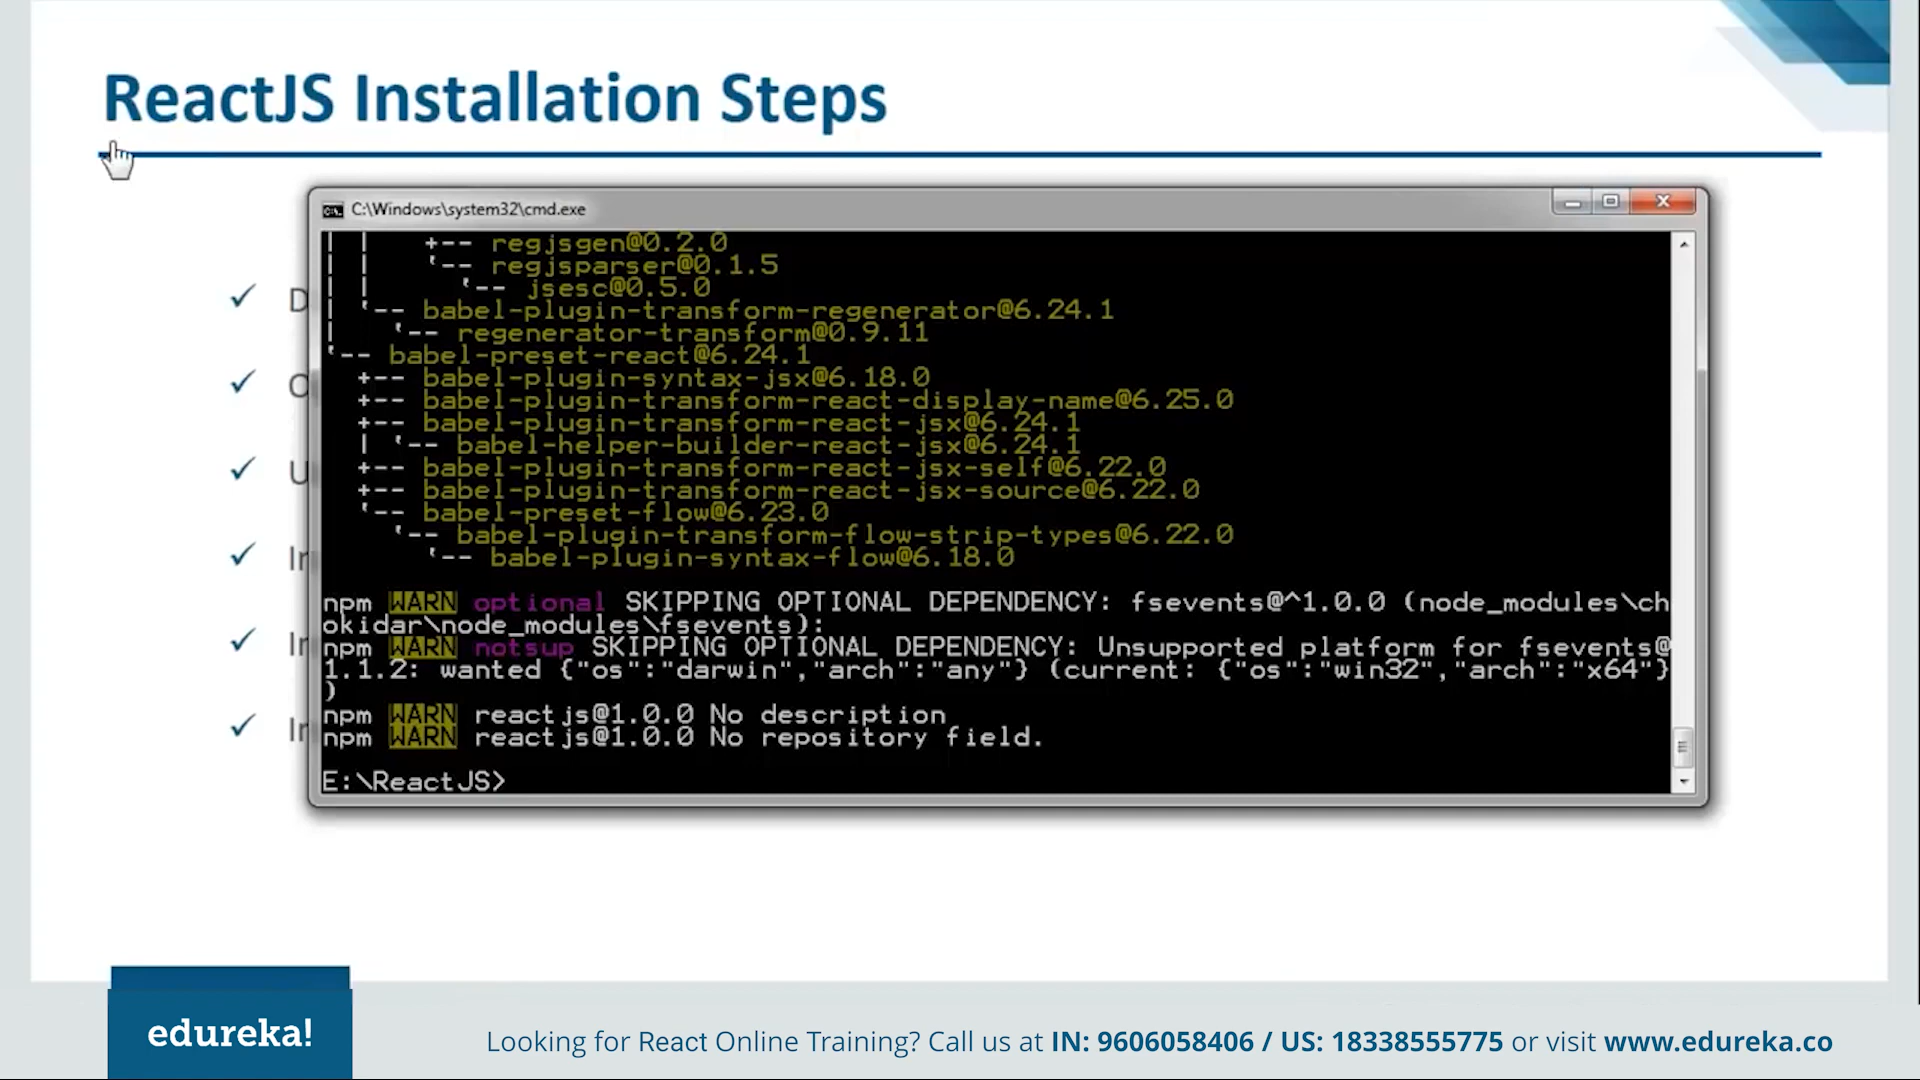 ReactJS Installation Steps
C:\Windows\system32\cmd.exe
| | +-- regjsgen@0.2.0
| | '-- regjsparser@0.1.5
| | '-- jsesc@0.5.0
| '-- babel-plugin-transform-regenerator@6.24.1
| '-- regenerator-transform@0.9.11
'-- babel-preset-react@6.24.1
+-- babel-plugin-syntax-jsx@6.18.0
+-- babel-plugin-transform-react-display-name@6.25.0
+-- babel-plugin-transform-react-jsx@6.24.1
| '-- babel-helper-builder-react-jsx@6.24.1
+-- babel-plugin-transform-react-jsx-self@6.22.0
+-- babel-plugin-transform-react-jsx-source@6.22.0
'-- babel-preset-flow@6.23.0
'-- babel-plugin-transform-flow-strip-types@6.22.0
'-- babel-plugin-syntax-flow@6.18.0
npm WARN optional SKIPPING OPTIONAL DEPENDENCY: fsevents@^1.0.0 (node_modules\ch
okidar\node_modules\fsevents):
npm WARN notsup SKIPPING OPTIONAL DEPENDENCY: Unsupported platform for fsevents@
1.1.2: wanted {"os":"darwin","arch":"any"} (current: {"os":"win32","arch":"x64"}
)
npm WARN reactjs@1.0.0 No description
npm WARN reactjs@1.0.0 No repository field.
E:\ReactJS>
edureka!
Looking for React Online Training? Call us at IN: 9606058406 / US: 18338555775 or visit www.edureka.co